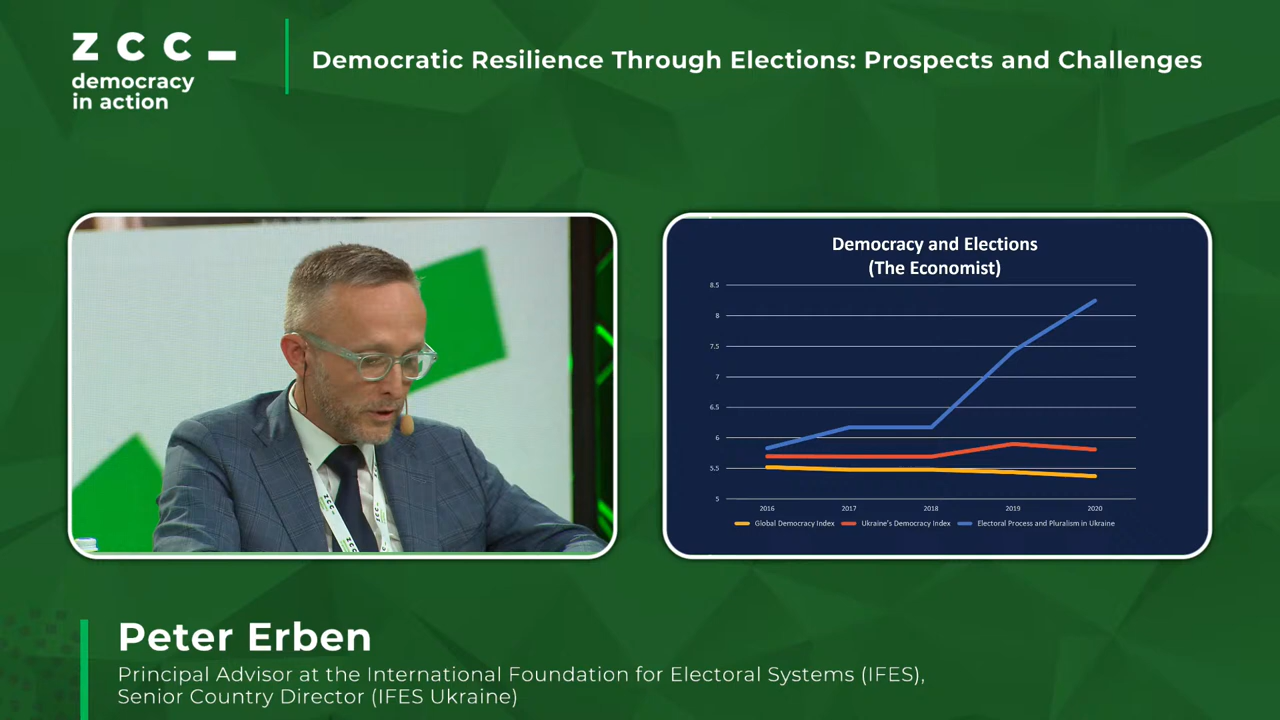 zcc_
democracy
in action
Democratic Resilience Through Elections: Prospects and Challenges
Democracy and Elections
(The Economist)
8.5
8
7.5
7
6.5
6
5.5
5
2016 2017 2018 2019 2020
Global Democracy Index Ukraine's Democracy Index Electoral Process and Pluralism in Ukraine
Peter Erben
Principal Advisor at the International Foundation for Electoral Systems (IFES),
Senior Country Director (IFES Ukraine)